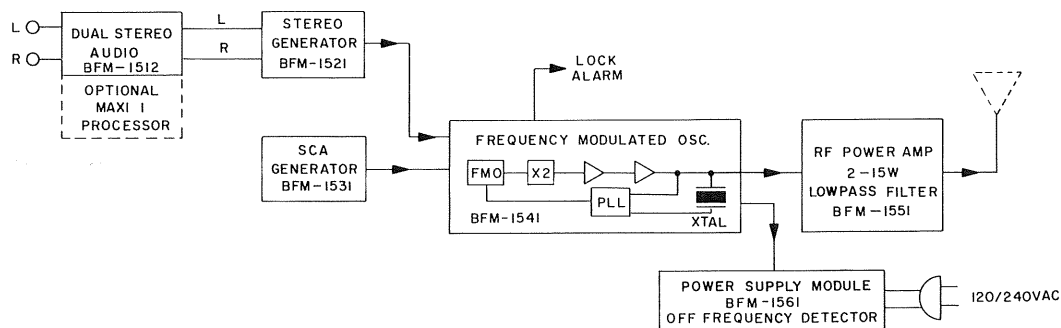 L
R
DUAL STEREO
AUDIO
BFM-1512
OPTIONAL
MAXI 1
PROCESSOR
L
R
STEREO
GENERATOR
BFM-1521
LOCK
ALARM
SCA
GENERATOR
BFM-1531
FREQUENCY MODULATED OSC.
FMO
X2
PLL
BFM-1541
XTAL
RF POWER AMP
2-15W
LOWPASS FILTER
BFM-1551
POWER SUPPLY MODULE
BFM-1561
OFF FREQUENCY DETECTOR
120/240VAC